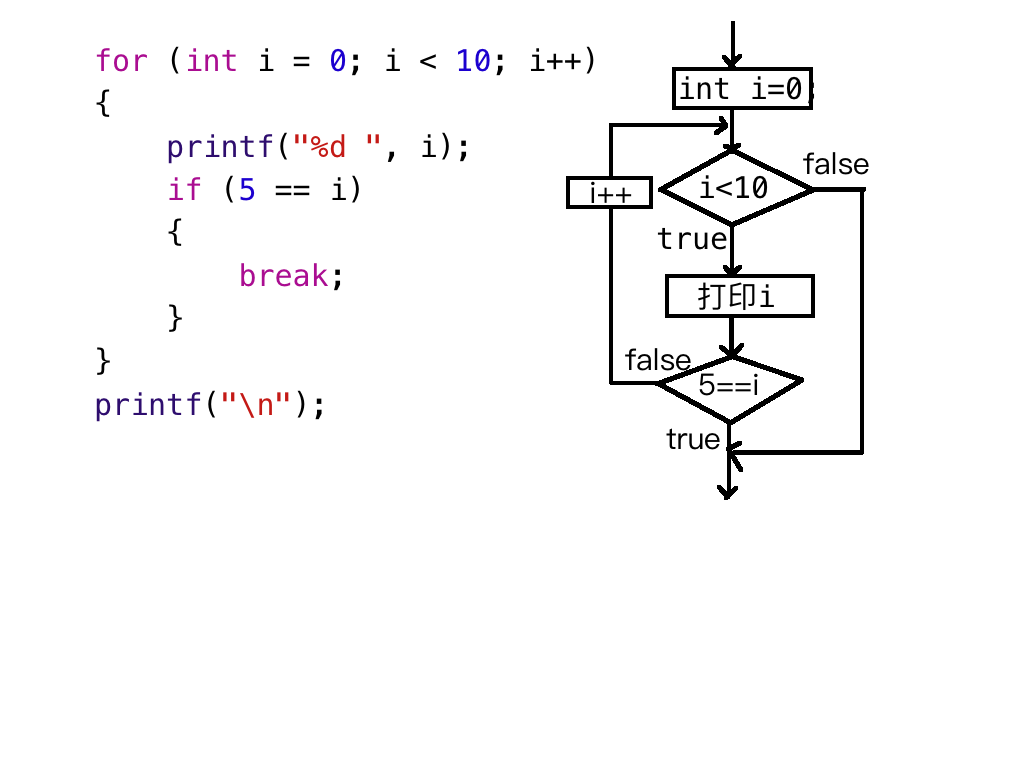 for (int i = 0; i < 10; i++)
{
    printf("%d ", i);
    if (5 == i)
    {
        break;
    }
}
printf("\n");
int i=0;
i<10
false
i++
true
打印i
false
5==i
true